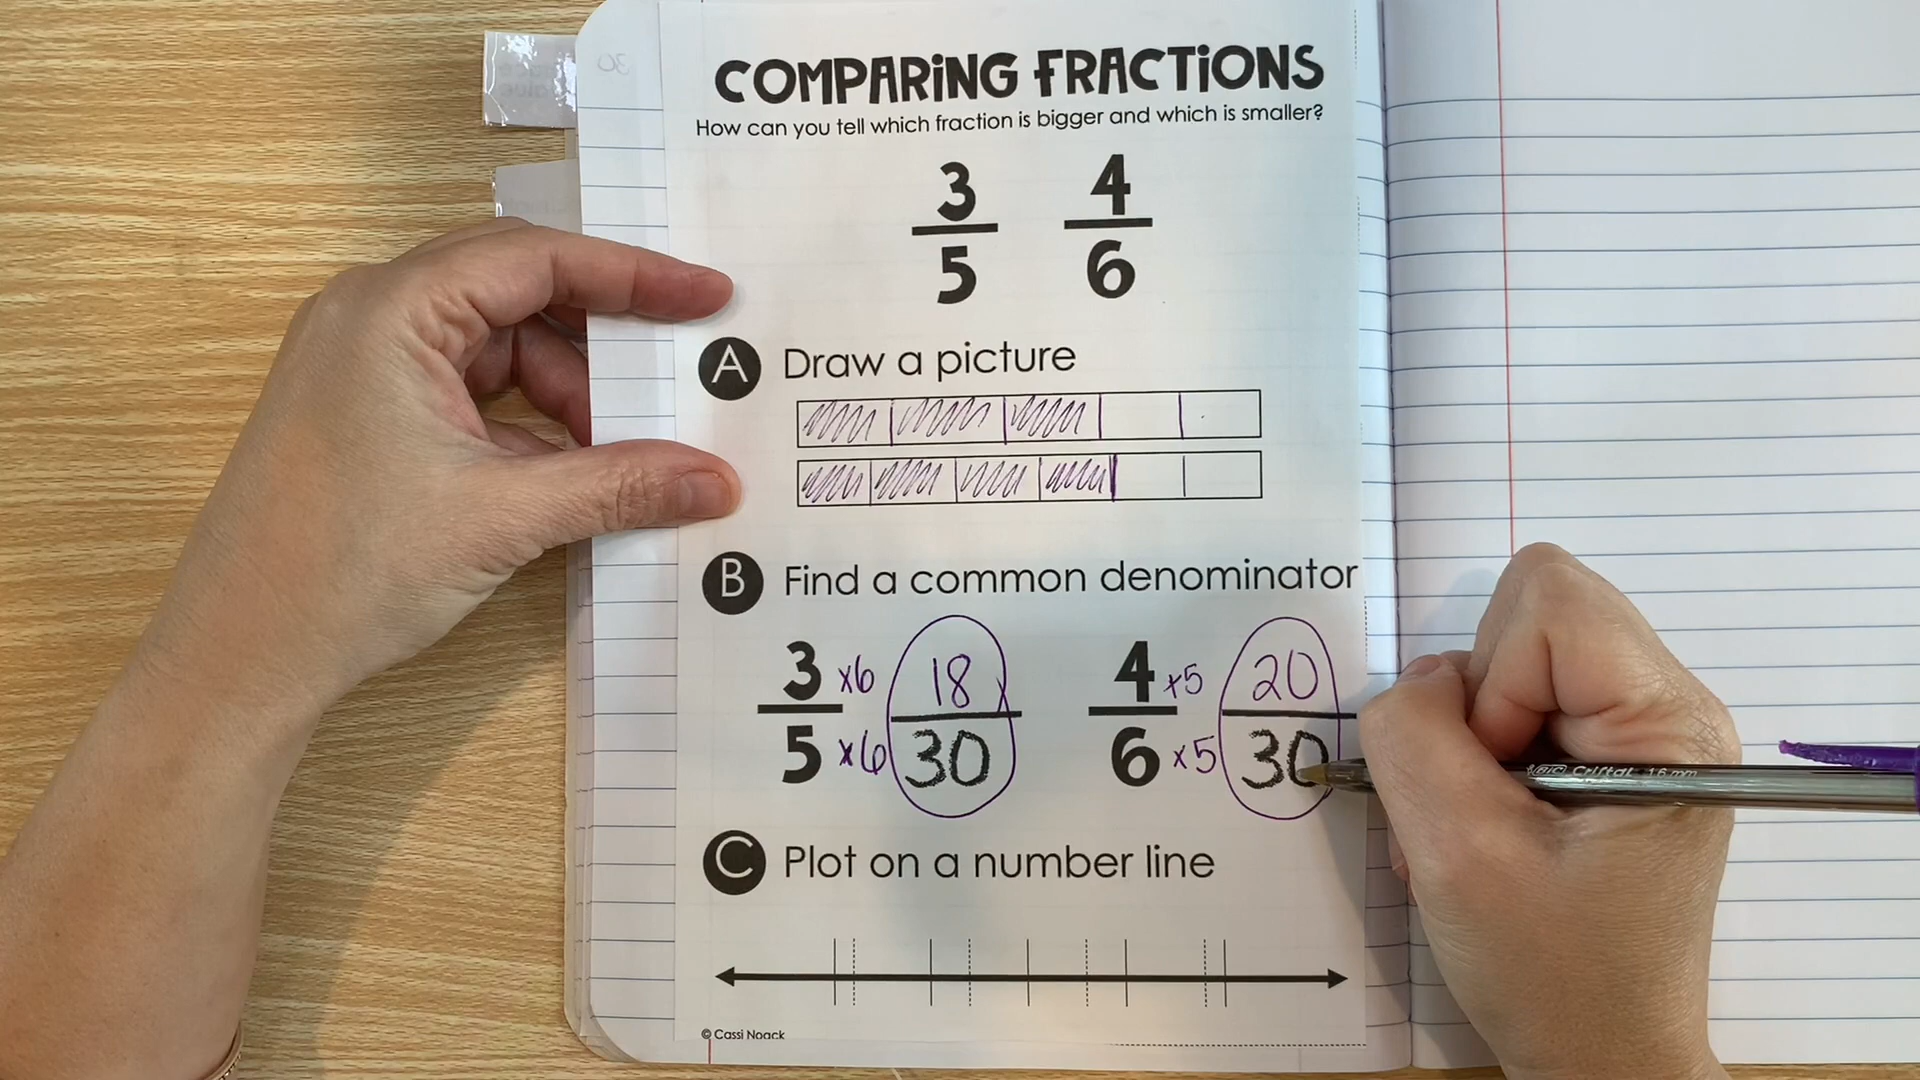 COMPARING FRACTIONS
How can you tell which fraction is bigger and which is smaller?
3 4
5 6
A Draw a picture
B Find a common denominator
3 x6 18 4 x5 20
5 x6 30 6 x5 30
BIC Cristal 1.6mm
C Plot on a number line
© Cassi Noack
30